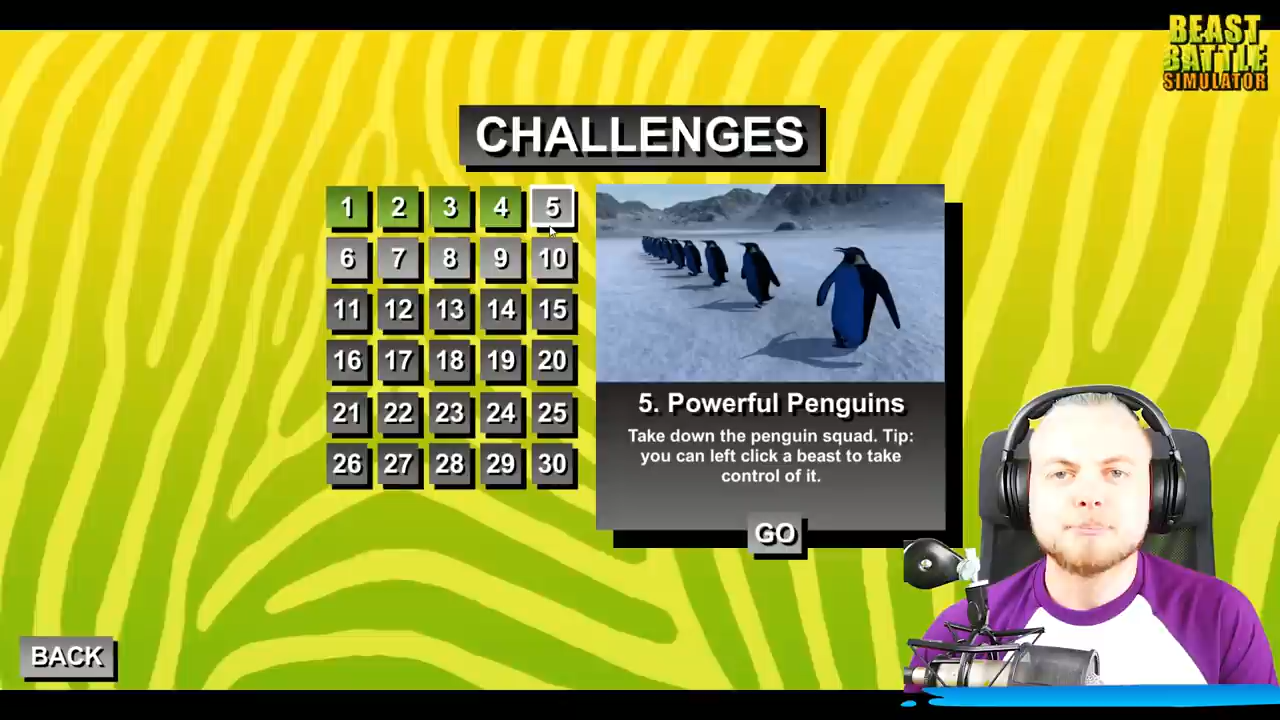 BEAST
BATTLE
SIMULATOR
CHALLENGES
1 2 3 4 5
6 7 8 9 10
11 12 13 14 15
16 17 18 19 20
21 22 23 24 25
26 27 28 29 30
5. Powerful Penguins
Take down the penguin squad. Tip:
you can left click a beast to take
control of it.
GO
BACK